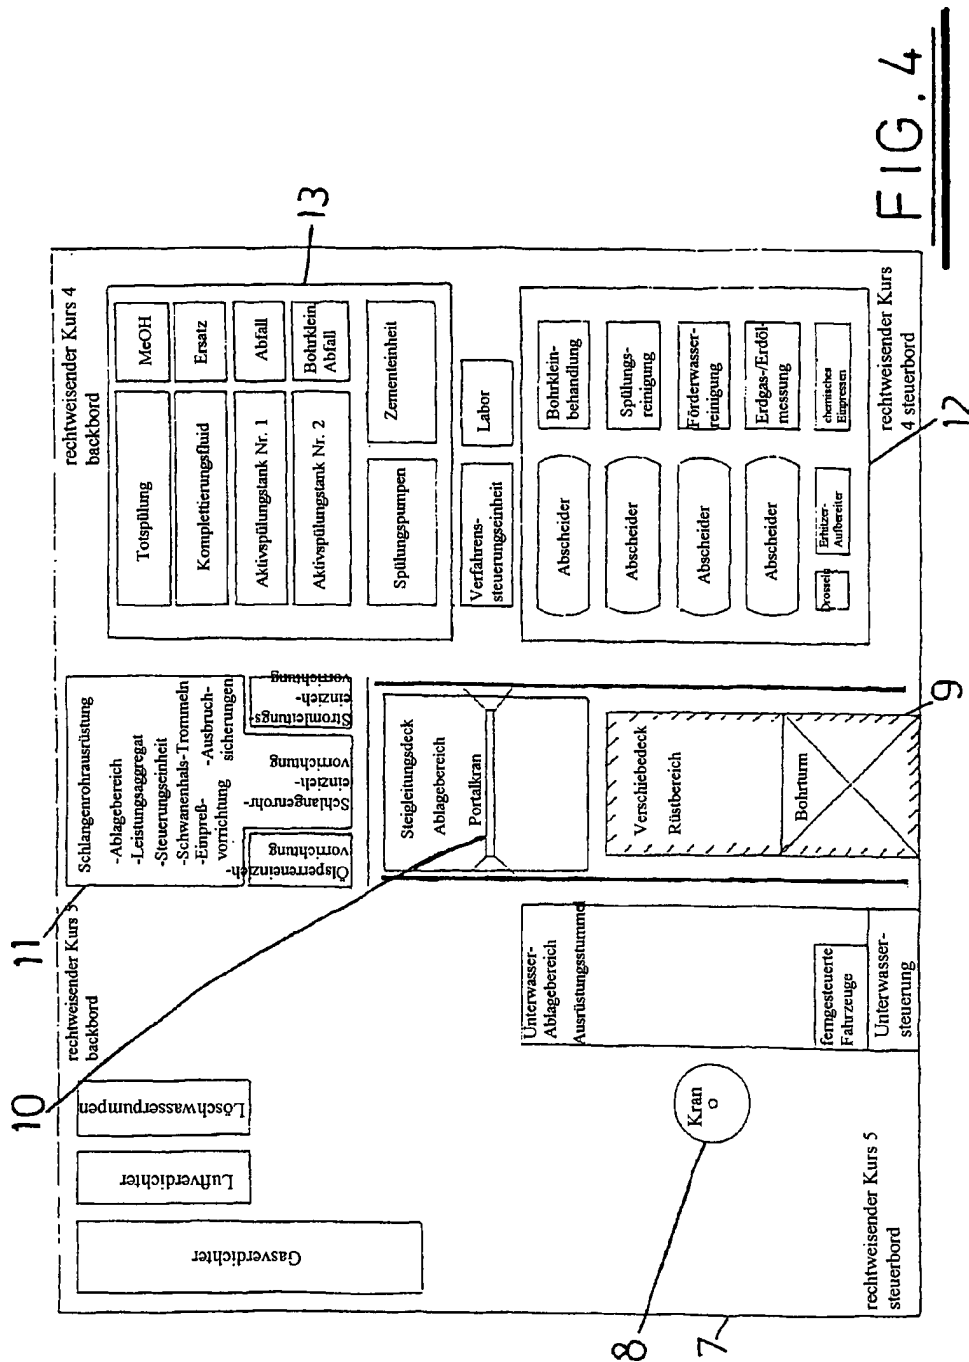 FIG. 4
rechtweisender Kurs 5
backbord
rechtweisender Kurs 4
backbord
11
10
13
Gasverdichter
Luftverdichter
Löschwasserpumpen
Schlangenrohrausrüstung
-Ablagebereich
-Leistungsaggregat
-Steuerungseinheit
-Schwanenhals-Trommeln
-Einpreß-
vorrichtung
-Ausbruch-
sicherungen
Ölsperreneinzieh-
vorrichtung
Schlangenrohr-
einzieh-
vorrichtung
Stromleitungs-
einzieh-
vorrichtung
Totspülung
MeOH
Komplettierungsfluid
Ersatz
Aktivspülungstank Nr. 1
Abfall
Aktivspülungstank Nr. 2
Bohrklein
Abfall
Spülungspumpen
Zementeinheit
Verfahrens-
steuerungseinheit
Labor
Steigleitungsdeck
Ablagebereich
Portalkran
Unterwasser-
Ablagebereich
Ausrüstungsstummel
Verschiebedeck
Rüstbereich
Bohrturm
Abscheider
Bohrklein-
behandlung
Abscheider
Spülungs-
reinigung
Abscheider
Förderwasser
reinigung
Abscheider
Erdgas-/Erdöl-
messung
Drosseln
Erhitzer-
Aufbereiter
chemisches
Einpressen
Kran
ferngesteuerte
Fahrzeuge
Unterwasser-
steuerung
rechtweisender Kurs 5
steuerbord
rechtweisender Kurs
4 steuerbord
8
7
9
12